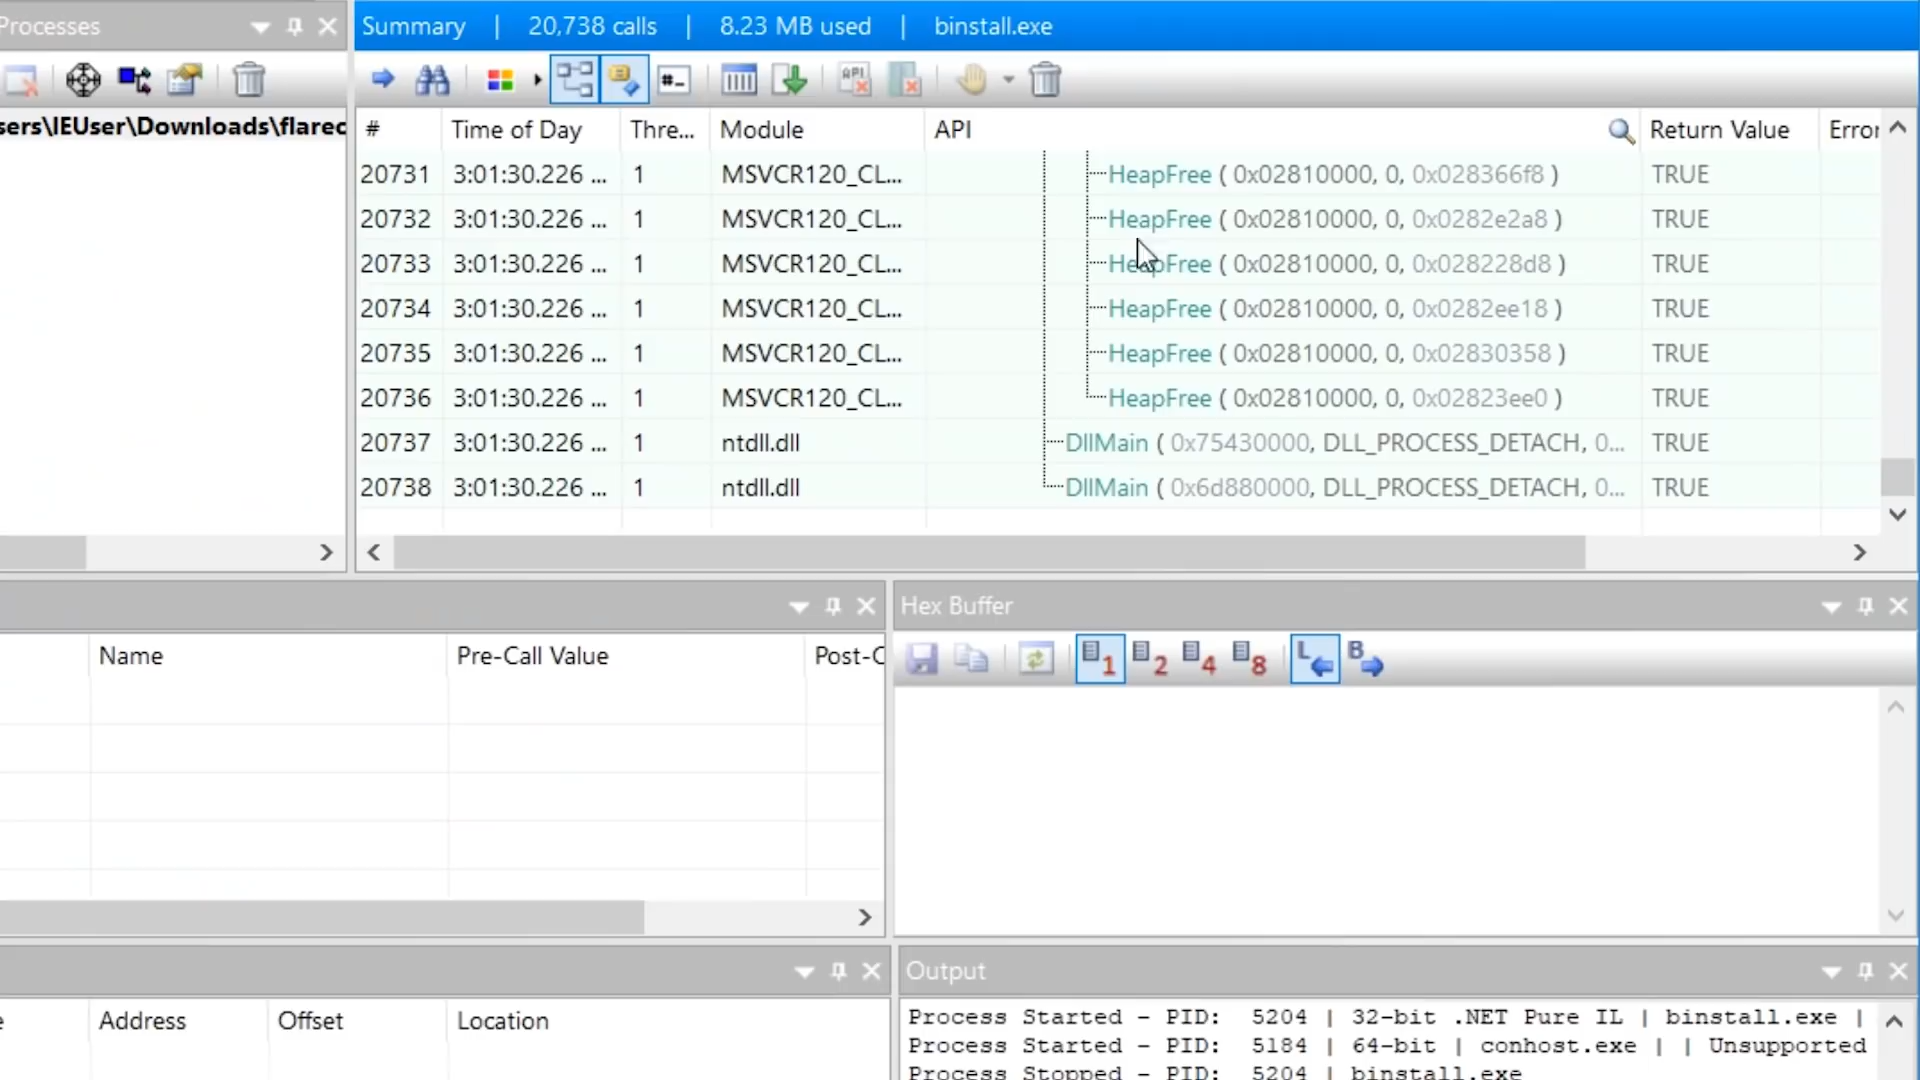 Processes
Summary | 20,738 calls | 8.23 MB used | binstall.exe
sers\IEUser\Downloads\flarec
# Time of Day Thre... Module API Return Value Error
20731 3:01:30.226 ... 1 MSVCR120_CL... HeapFree ( 0x02810000, 0, 0x028366f8 ) TRUE
20732 3:01:30.226 ... 1 MSVCR120_CL... HeapFree ( 0x02810000, 0, 0x0282e2a8 ) TRUE
20733 3:01:30.226 ... 1 MSVCR120_CL... HeapFree ( 0x02810000, 0, 0x028228d8 ) TRUE
20734 3:01:30.226 ... 1 MSVCR120_CL... HeapFree ( 0x02810000, 0, 0x0282ee18 ) TRUE
20735 3:01:30.226 ... 1 MSVCR120_CL... HeapFree ( 0x02810000, 0, 0x02830358 ) TRUE
20736 3:01:30.226 ... 1 MSVCR120_CL... HeapFree ( 0x02810000, 0, 0x02823ee0 ) TRUE
20737 3:01:30.226 ... 1 ntdll.dll DllMain ( 0x75430000, DLL_PROCESS_DETACH, 0... TRUE
20738 3:01:30.226 ... 1 ntdll.dll DllMain ( 0x6d880000, DLL_PROCESS_DETACH, 0... TRUE
Hex Buffer
Name Pre-Call Value Post-C
1 2 4 8 L B
Output
e Address Offset Location
Process Started - PID: 5204 | 32-bit .NET Pure IL | binstall.exe |
Process Started - PID: 5184 | 64-bit | conhost.exe | | Unsupported
Process Stopped - PID: 5204 | binstall.exe